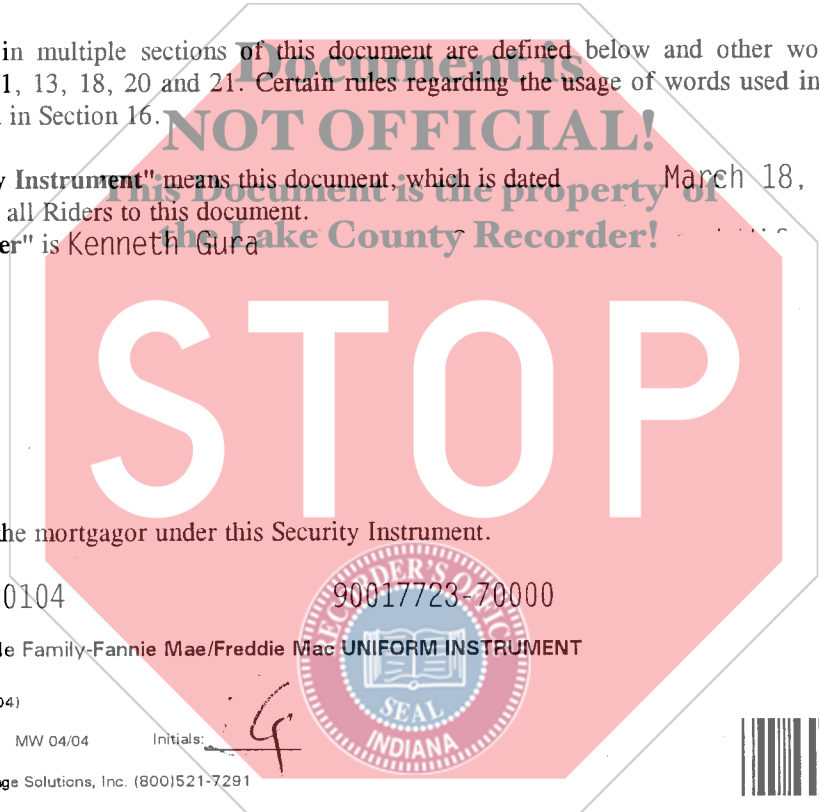 in multiple sections of this document are defined below and other wo
Document is
1, 13, 18, 20 and 21. Certain rules regarding the usage of words used in
in Section 16.
NOT OFFICIAL!
y Instrument" means this document, which is dated March 18,
This Document is the property of
all Riders to this document.
er" is Kenneth Gura
the Lake County Recorder!
STOP
he mortgagor under this Security Instrument.
0104 90017723-70000
RECORDER'S OFFICE
le Family-Fannie Mae/Freddie Mac UNIFORM INSTRUMENT
04)
SEAL
MW 04/04 Initials:
INDIANA
ge Solutions, Inc. (800)521-7291